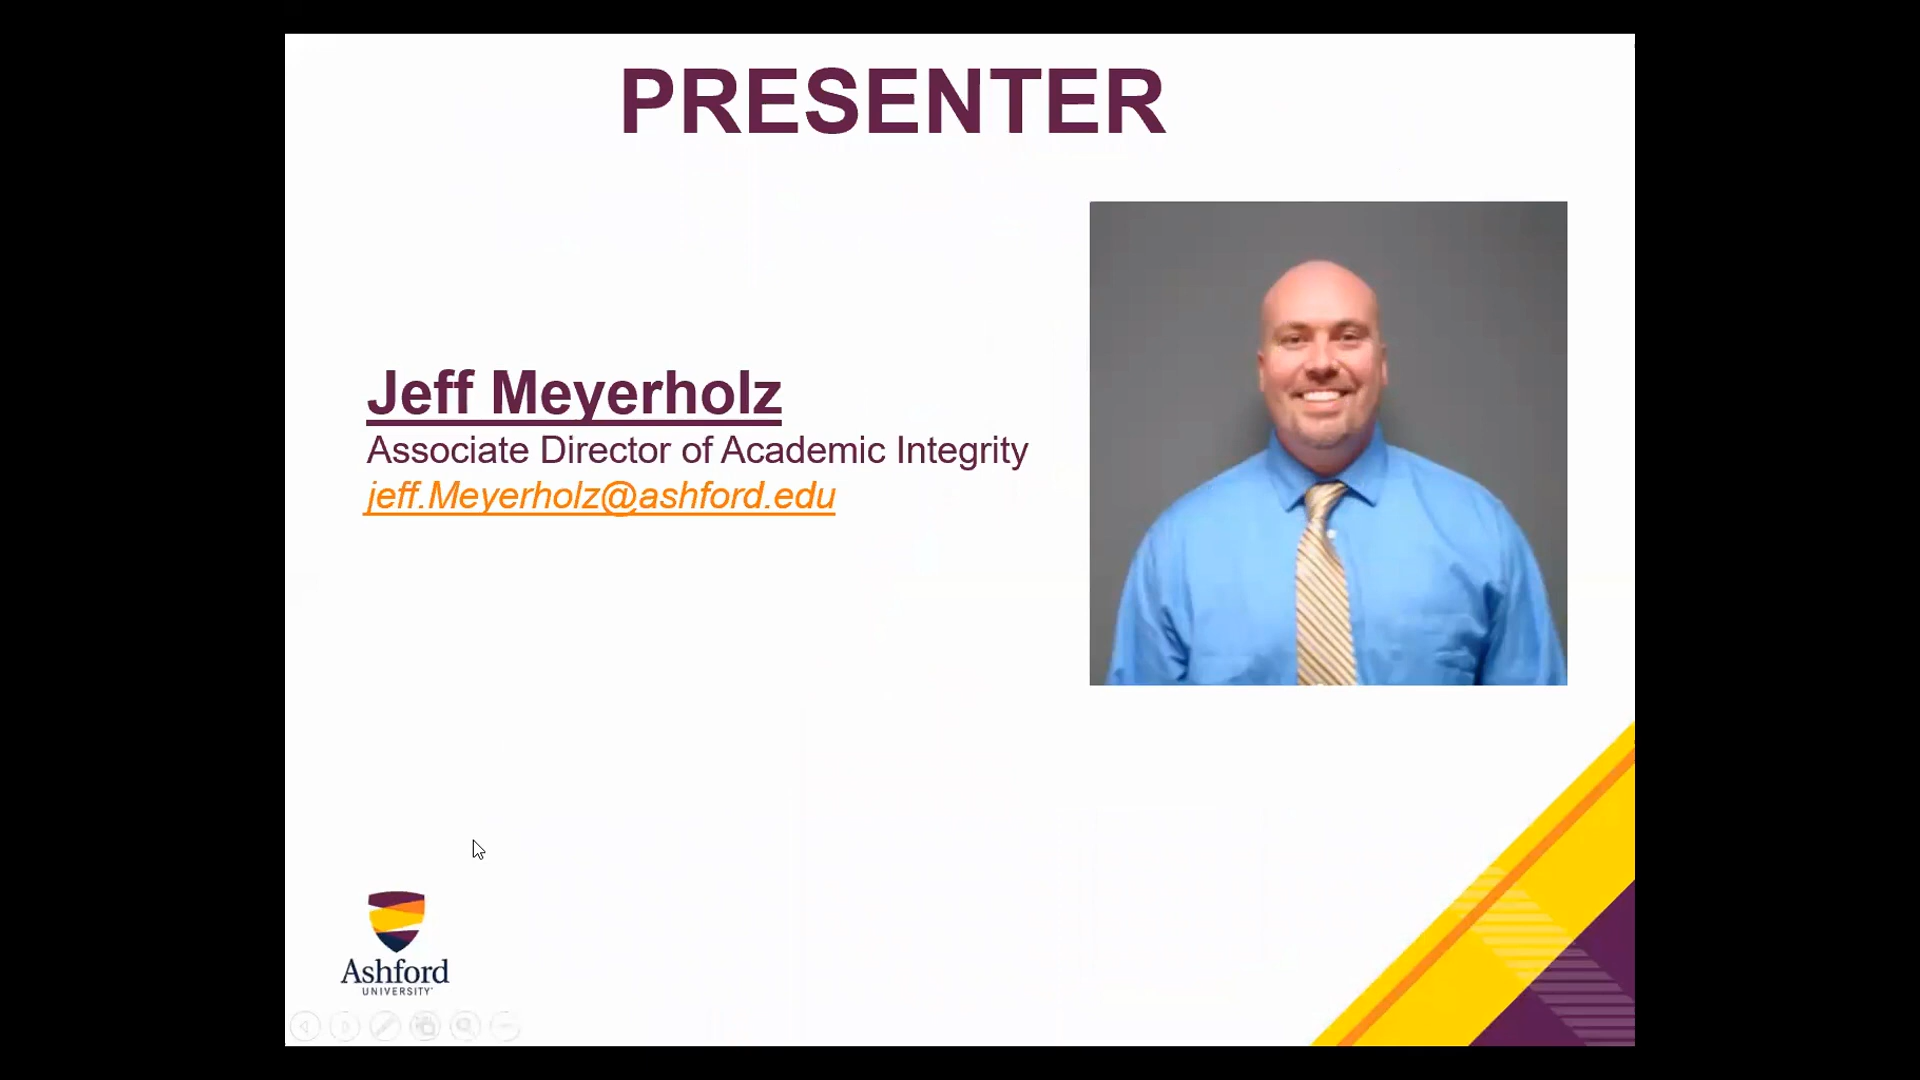 PRESENTER
Jeff Meyerholz
Associate Director of Academic Integrity
jeff.Meyerholz@ashford.edu
Ashford
UNIVERSITY